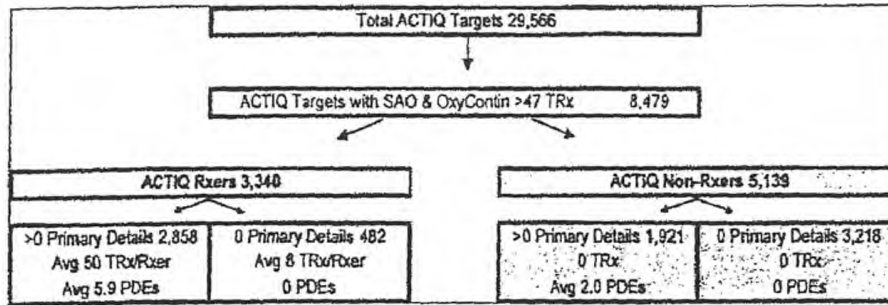 Total ACTIQ Targets 29,566
ACTIQ Targets with SAO & OxyContin >47 TRx 8,479
ACTIQ Rxers 3,340
ACTIQ Non-Rxers 5,139
>0 Primary Details 2,858
Avg 50 TRx/Rxer
Avg 5.9 PDEs
0 Primary Details 482
Avg 8 TRx/Rxer
0 PDEs
>0 Primary Details 1,921
0 TRx
Avg 2.0 PDEs
0 Primary Details 3,218
0 TRx
0 PDEs